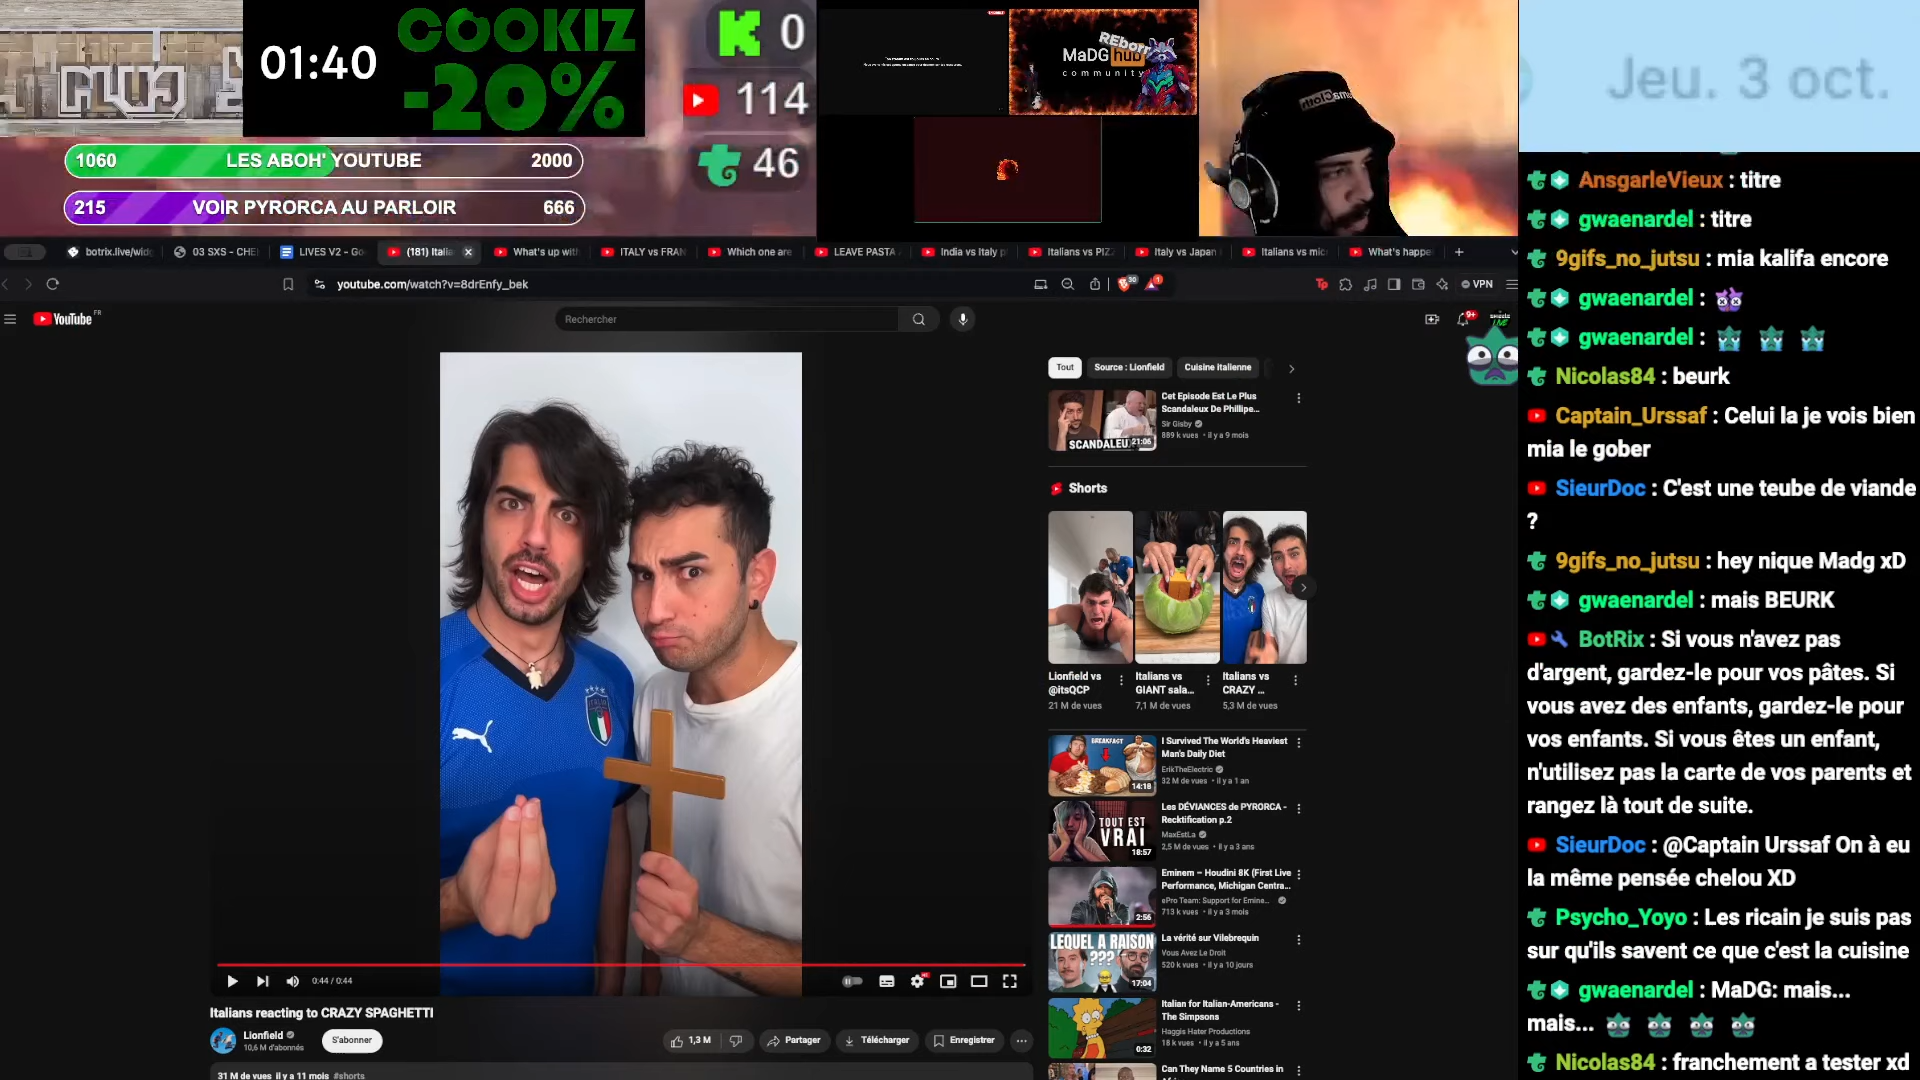 01:40
COOKIZ
-20%
0
114
46
1060 LES ABOH' YOUTUBE 2000
215 VOIR PYRORCA AU PARLOIR 666
REborn
MaDG hub
community
Jeu. 3 oct.
botrix.live/wid
03 SXS - CHE
LIVES V2 - Go
(181) Itali
What's up with
ITALY vs FRAN
Which one are
LEAVE PASTA
India vs Italy p
Italians vs PIZ
Italy vs Japan
Italians vs mic
What's happe
youtube.com/watch?v=8drEnfy_bek
VPN
YouTube FR
Rechercher
9+
Tout
Source : Lionfield
Cuisine italienne
Cet Episode Est Le Plus
Scandaleux De Phillipe...
Sir Gisby
889 k vues • il y a 9 mois
SCANDALEU
21:06
Shorts
Lionfield vs
@itsQCP
21 M de vues
Italians vs
GIANT sala...
7,1 M de vues
Italians vs
CRAZY ...
5,3 M de vues
BREAKFAST
14:18
I Survived The World's Heaviest
Man's Daily Diet
ErikTheElectric
32 M de vues • il y a 1 an
TOUT EST
VRAI
18:57
Les DÉVIANCES de PYRORCA -
Recktification p.2
MaxEstLa
2,5 M de vues • il y a 3 ans
2:56
Eminem – Houdini 8K (First Live
Performance, Michigan Centra...
ePro Team: Support for Emine...
713 k vues • il y a 3 mois
LEQUEL A RAISON
???
17:04
La vérité sur Vilebrequin
Vous Avez Le Droit
520 k vues • il y a 10 jours
0:32
Italian for Italian-Americans -
The Simpsons
Haggis Hater Productions
18 k vues • il y a 5 ans
Can They Name 5 Countries in
ITALIA
0:44 / 0:44
Italians reacting to CRAZY SPAGHETTI
Lionfield
10,6 M d'abonnés
S'abonner
1,3 M
Partager
Télécharger
Enregistrer
31 M de vues il y a 11 mois #shorts
AnsgarleVieux : titre
gwaenardel : titre
9gifs_no_jutsu : mia kalifa encore
gwaenardel :
gwaenardel :
Nicolas84 : beurk
Captain_Urssaf : Celui la je vois bien
mia le gober
SieurDoc : C'est une teube de viande
?
9gifs_no_jutsu : hey nique Madg xD
gwaenardel : mais BEURK
BotRix : Si vous n'avez pas
d'argent, gardez-le pour vos pâtes. Si
vous avez des enfants, gardez-le pour
vos enfants. Si vous êtes un enfant,
n'utilisez pas la carte de vos parents et
rangez là tout de suite.
SieurDoc : @Captain Urssaf On à eu
la même pensée chelou XD
Psycho_Yoyo : Les ricain je suis pas
sur qu'ils savent ce que c'est la cuisine
gwaenardel : MaDG: mais...
mais...
Nicolas84 : franchement a tester xd